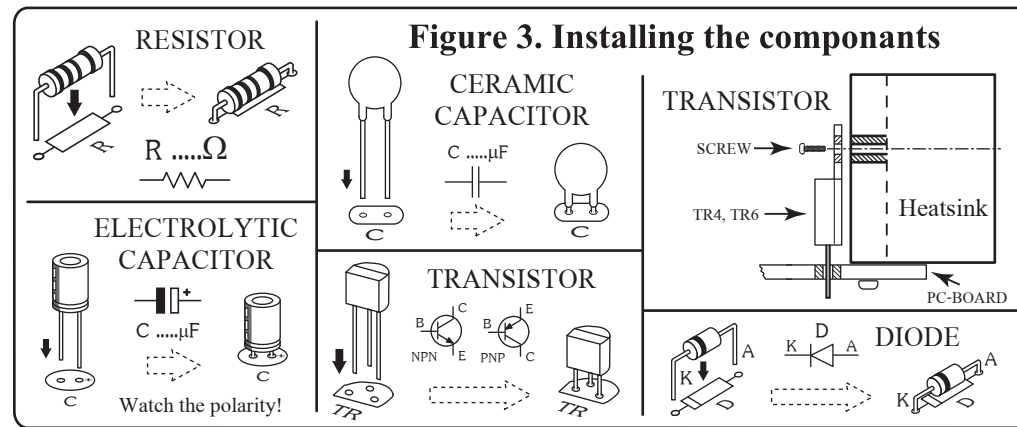 Figure 3. Installing the componants
RESISTOR
R
R
R .....Ω
CERAMIC
CAPACITOR
C .....µF
C
C
TRANSISTOR
SCREW
TR4, TR6
Heatsink
PC-BOARD
ELECTROLYTIC
CAPACITOR
+
C .....µF
+
C
+
C
Watch the polarity!
TRANSISTOR
C
B
E
NPN
E
B
C
PNP
TR
TR
DIODE
D
K
A
A
K
D
A
K
D